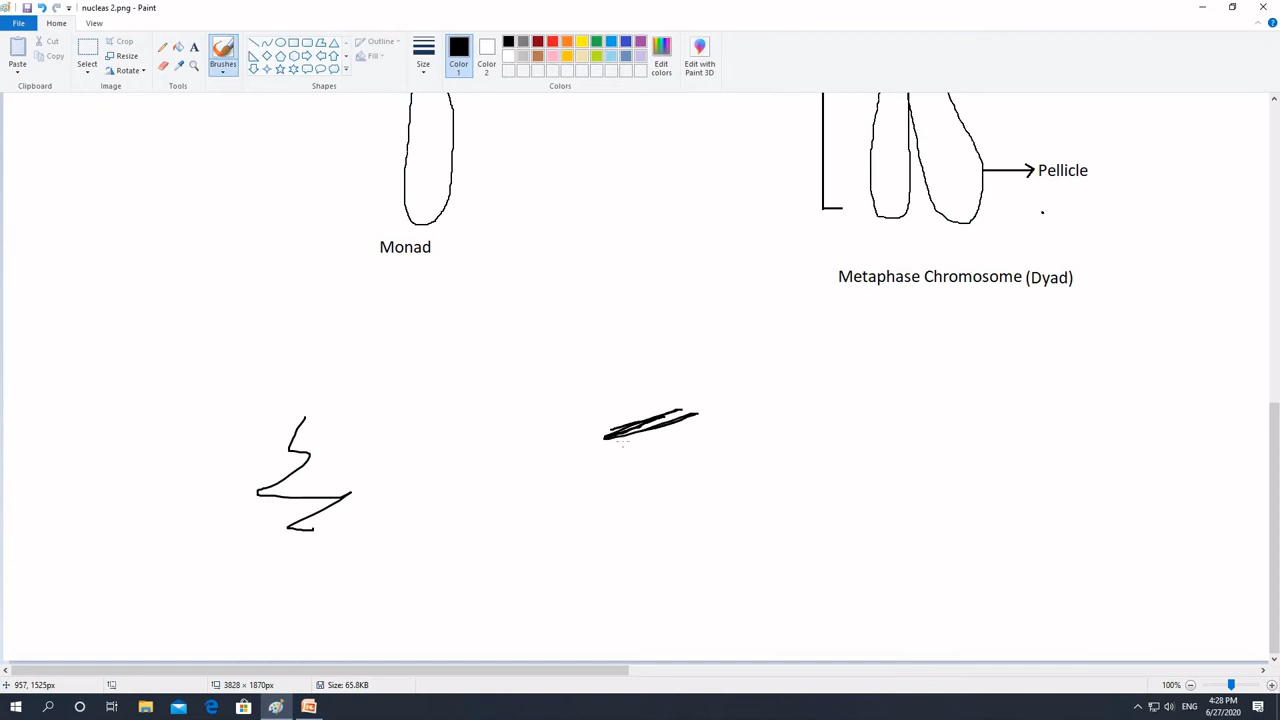 nucleas 2.png - Paint
File Home View
Paste Cut Copy Clipboard
Select Crop Resize Rotate Image
Tools
Brushes
Outline Fill Shapes
Size
Color 1
Color 2
Edit colors
Colors
Edit with Paint 3D
Pellicle
Monad
Metaphase Chromosome (Dyad)
957, 1525px
3828 × 1870px
Size: 65.8KB
100%
ENG
4:28 PM
6/27/2020